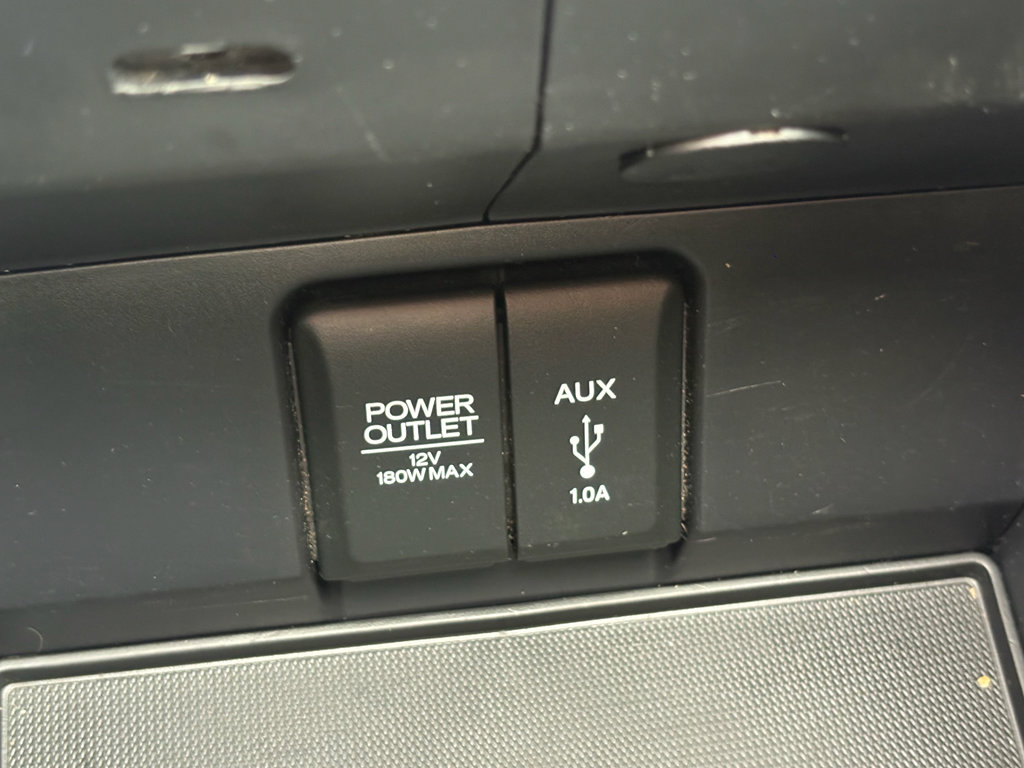 POWER
OUTLET
12V
180W MAX
AUX
1.0A